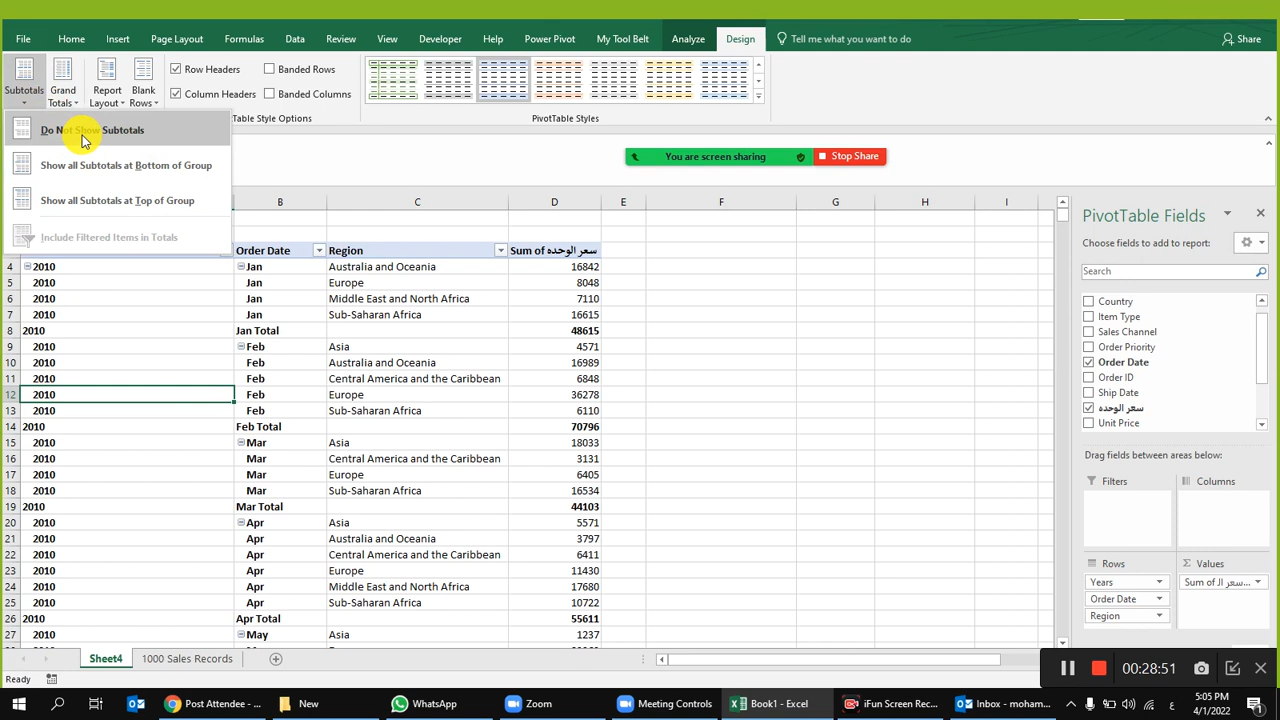 File Home Insert Page Layout Formulas Data Review View Developer Help Power Pivot My Tool Belt Analyze Design Tell me what you want to do Share
Subtotals Grand Totals Report Layout Blank Rows
Row Headers Banded Rows
Column Headers Banded Columns
Table Style Options PivotTable Styles
Do Not Show Subtotals
Show all Subtotals at Bottom of Group
Show all Subtotals at Top of Group
Include Filtered Items in Totals
You are screen sharing Stop Share
B C D E F G H I
Order Date Region Sum of سعر الوحده
4 2010 Jan Australia and Oceania 16842
5 2010 Jan Europe 8048
6 2010 Jan Middle East and North Africa 7110
7 2010 Jan Sub-Saharan Africa 16615
8 2010 Jan Total 48615
9 2010 Feb Asia 4571
10 2010 Feb Australia and Oceania 16989
11 2010 Feb Central America and the Caribbean 6848
12 2010 Feb Europe 36278
13 2010 Feb Sub-Saharan Africa 6110
14 2010 Feb Total 70796
15 2010 Mar Asia 18033
16 2010 Mar Central America and the Caribbean 3131
17 2010 Mar Europe 6405
18 2010 Mar Sub-Saharan Africa 16534
19 2010 Mar Total 44103
20 2010 Apr Asia 5571
21 2010 Apr Australia and Oceania 3797
22 2010 Apr Central America and the Caribbean 6411
23 2010 Apr Europe 11430
24 2010 Apr Middle East and North Africa 17680
25 2010 Apr Sub-Saharan Africa 10722
26 2010 Apr Total 55611
27 2010 May Asia 1237
PivotTable Fields
Choose fields to add to report:
Search
Country
Item Type
Sales Channel
Order Priority
Order Date
Order ID
Ship Date
سعر الوحده
Unit Price
Drag fields between areas below:
Filters Columns
Rows Values
Years Sum of سعر ال...
Order Date
Region
Sheet4 1000 Sales Records
Ready
00:28:51
Post Attendee - ... New WhatsApp Zoom Meeting Controls Book1 - Excel iFun Screen Rec... Inbox - moham... ع 5:05 PM
4/1/2022